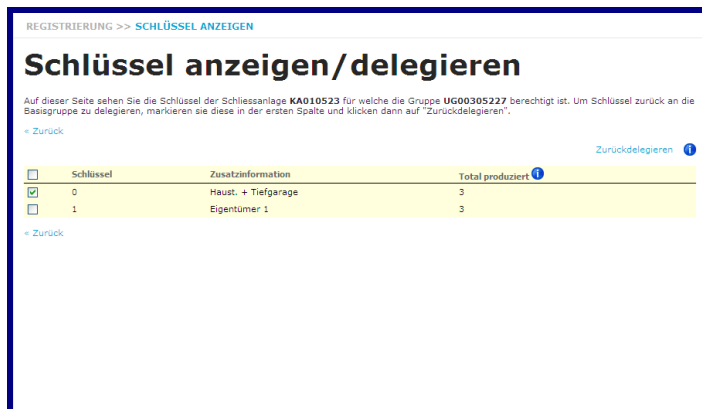 REGISTRIERUNG >> SCHLÜSSEL ANZEIGEN
Schlüssel anzeigen/delegieren
Auf dieser Seite sehen Sie die Schlüssel der Schliessanlage KA010523 für welche die Gruppe UG00305227 berechtigt ist. Um Schlüssel zurück an die
Basisgruppe zu delegieren, markieren sie diese in der ersten Spalte und klicken dann auf "Zurückdelegieren".
« Zurück
Zurückdelegieren i
Schlüssel Zusatzinformation Total produziert i
0 Haust. + Tiefgarage 3
1 Eigentümer 1 3
« Zurück